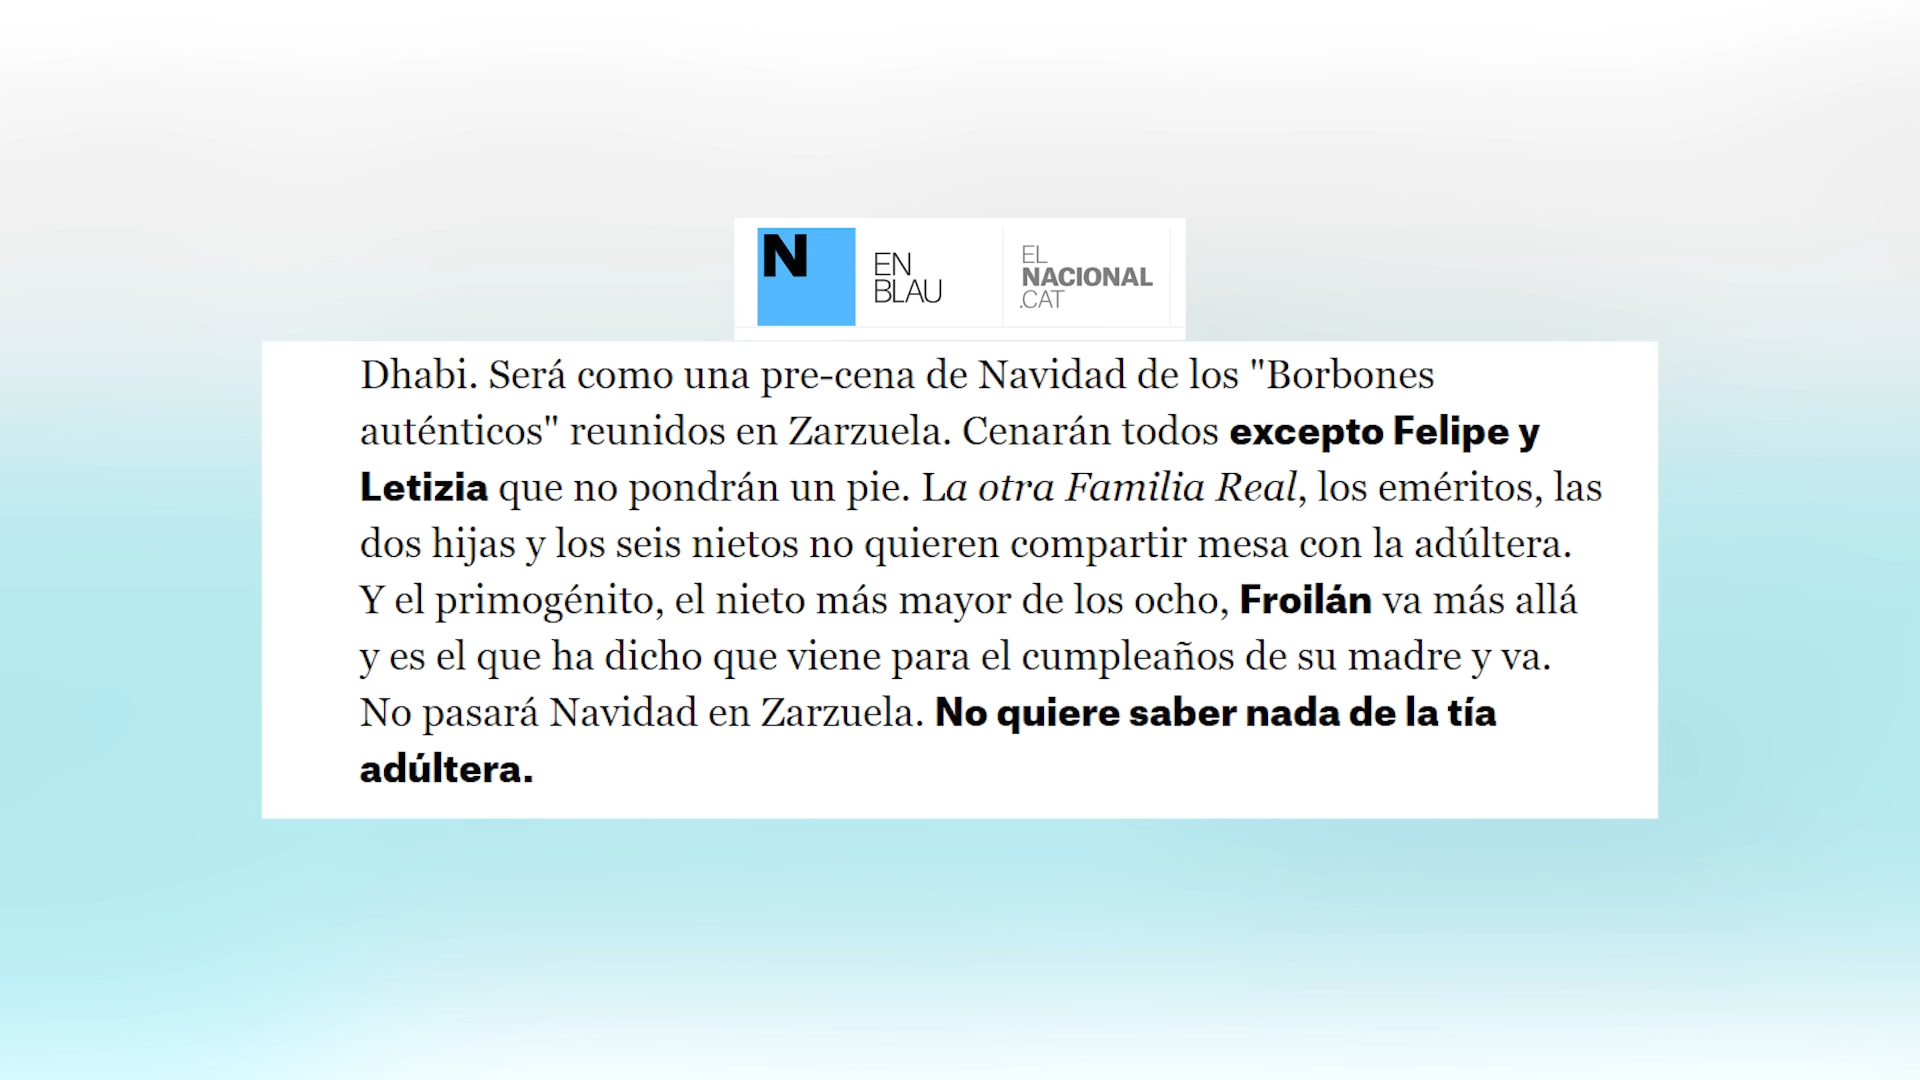 N
EN
BLAU
EL
NACIONAL
.CAT
Dhabi. Será como una pre-cena de Navidad de los "Borbones
auténticos" reunidos en Zarzuela. Cenarán todos excepto Felipe y
Letizia que no pondrán un pie. La otra Familia Real, los eméritos, las
dos hijas y los seis nietos no quieren compartir mesa con la adúltera.
Y el primogénito, el nieto más mayor de los ocho, Froilán va más allá
y es el que ha dicho que viene para el cumpleaños de su madre y va.
No pasará Navidad en Zarzuela. No quiere saber nada de la tía
adúltera.